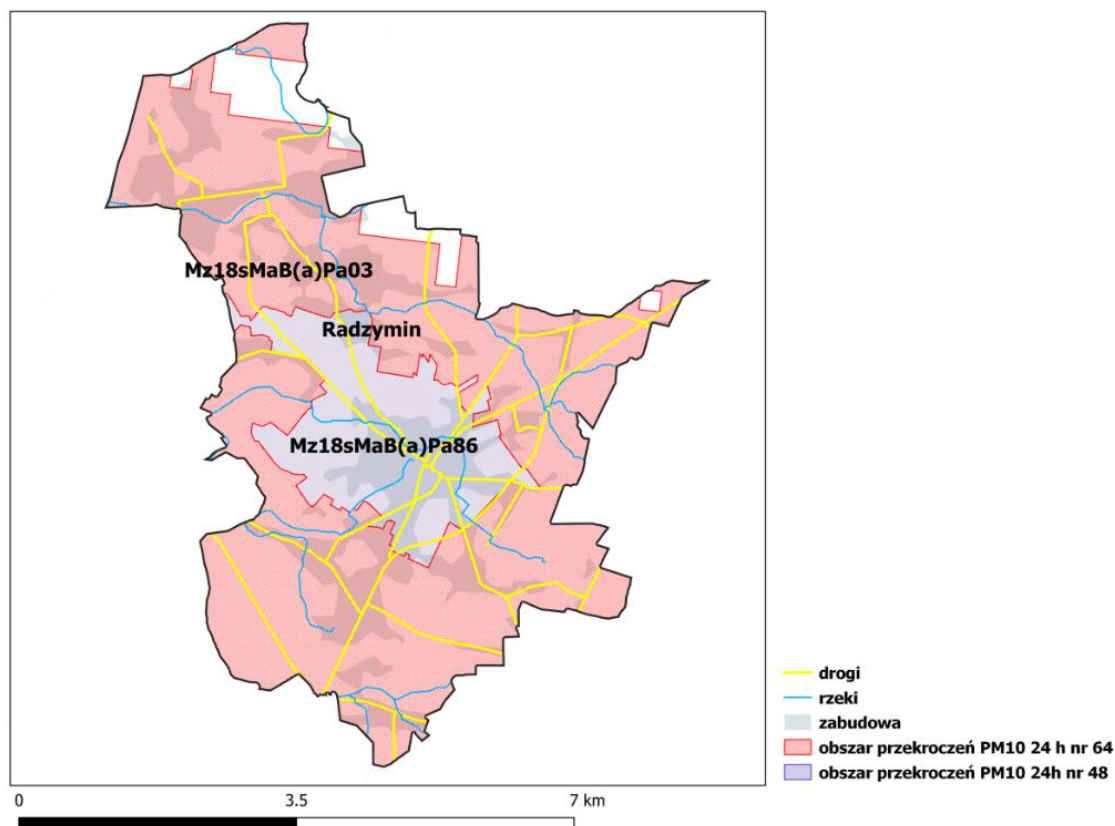 Mz18sMaB(a)Pa03
Radzymin
Mz18sMaB(a)Pa86
drogi
rzeki
zabudowa
obszar przekroczeń PM10 24 h nr 64
obszar przekroczeń PM10 24h nr 48
0 3.5 7 km